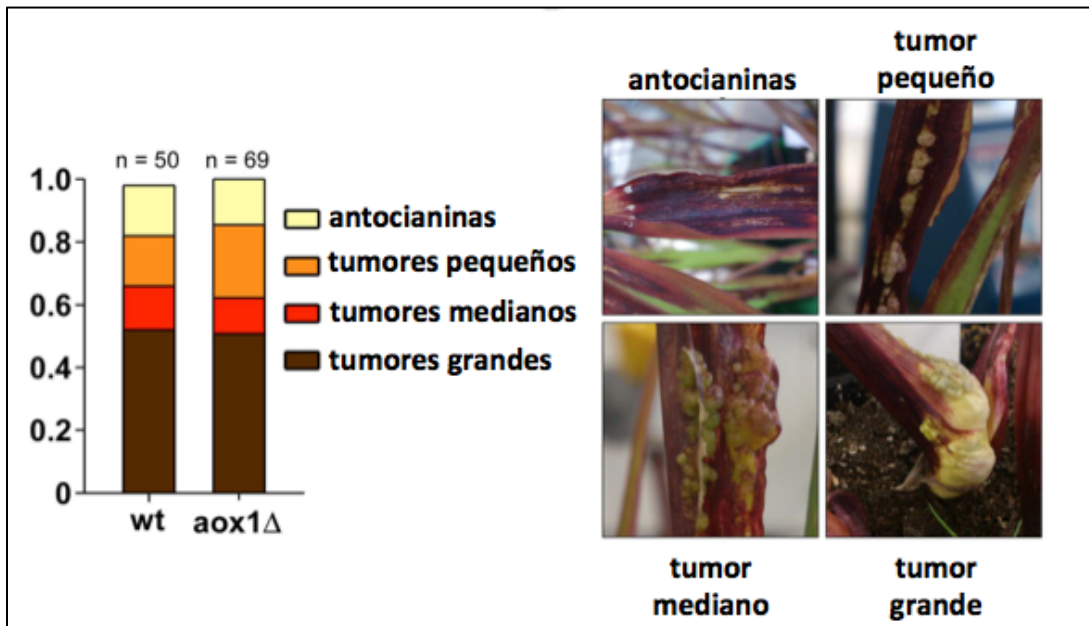 n = 50 n = 69
1.0
0.8
0.6
0.4
0.2
0
wt aox1Δ
antocianinas
tumores pequeños
tumores medianos
tumores grandes
antocianinas
tumor
pequeño
tumor
mediano
tumor
grande